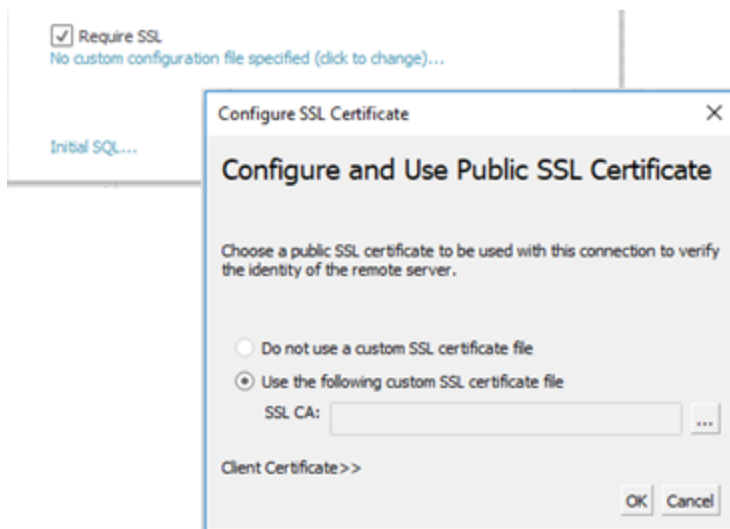 Require SSL
No custom configuration file specified (click to change)...
Initial SQL...
Configure SSL Certificate
Configure and Use Public SSL Certificate
Choose a public SSL certificate to be used with this connection to verify
the identity of the remote server.
Do not use a custom SSL certificate file
Use the following custom SSL certificate file
SSL CA:
...
Client Certificate>>
OK Cancel